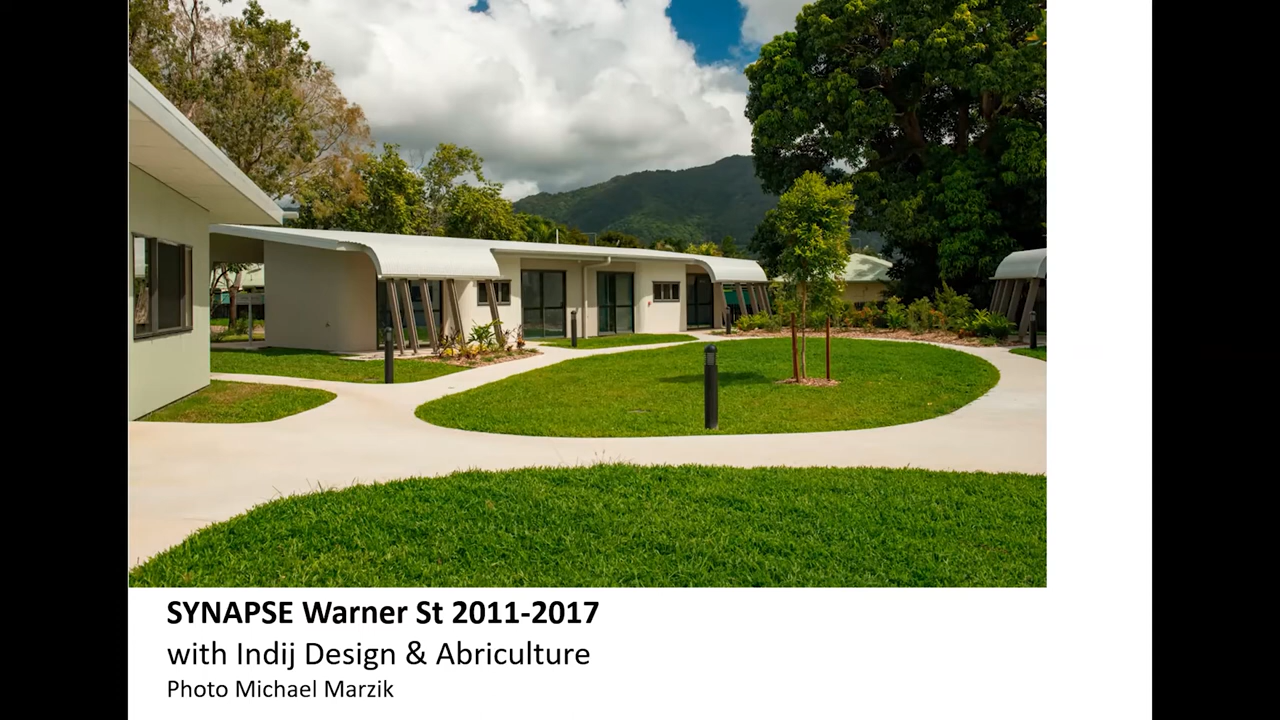 SYNAPSE Warner St 2011-2017
with Indij Design & Abriculture
Photo Michael Marzik